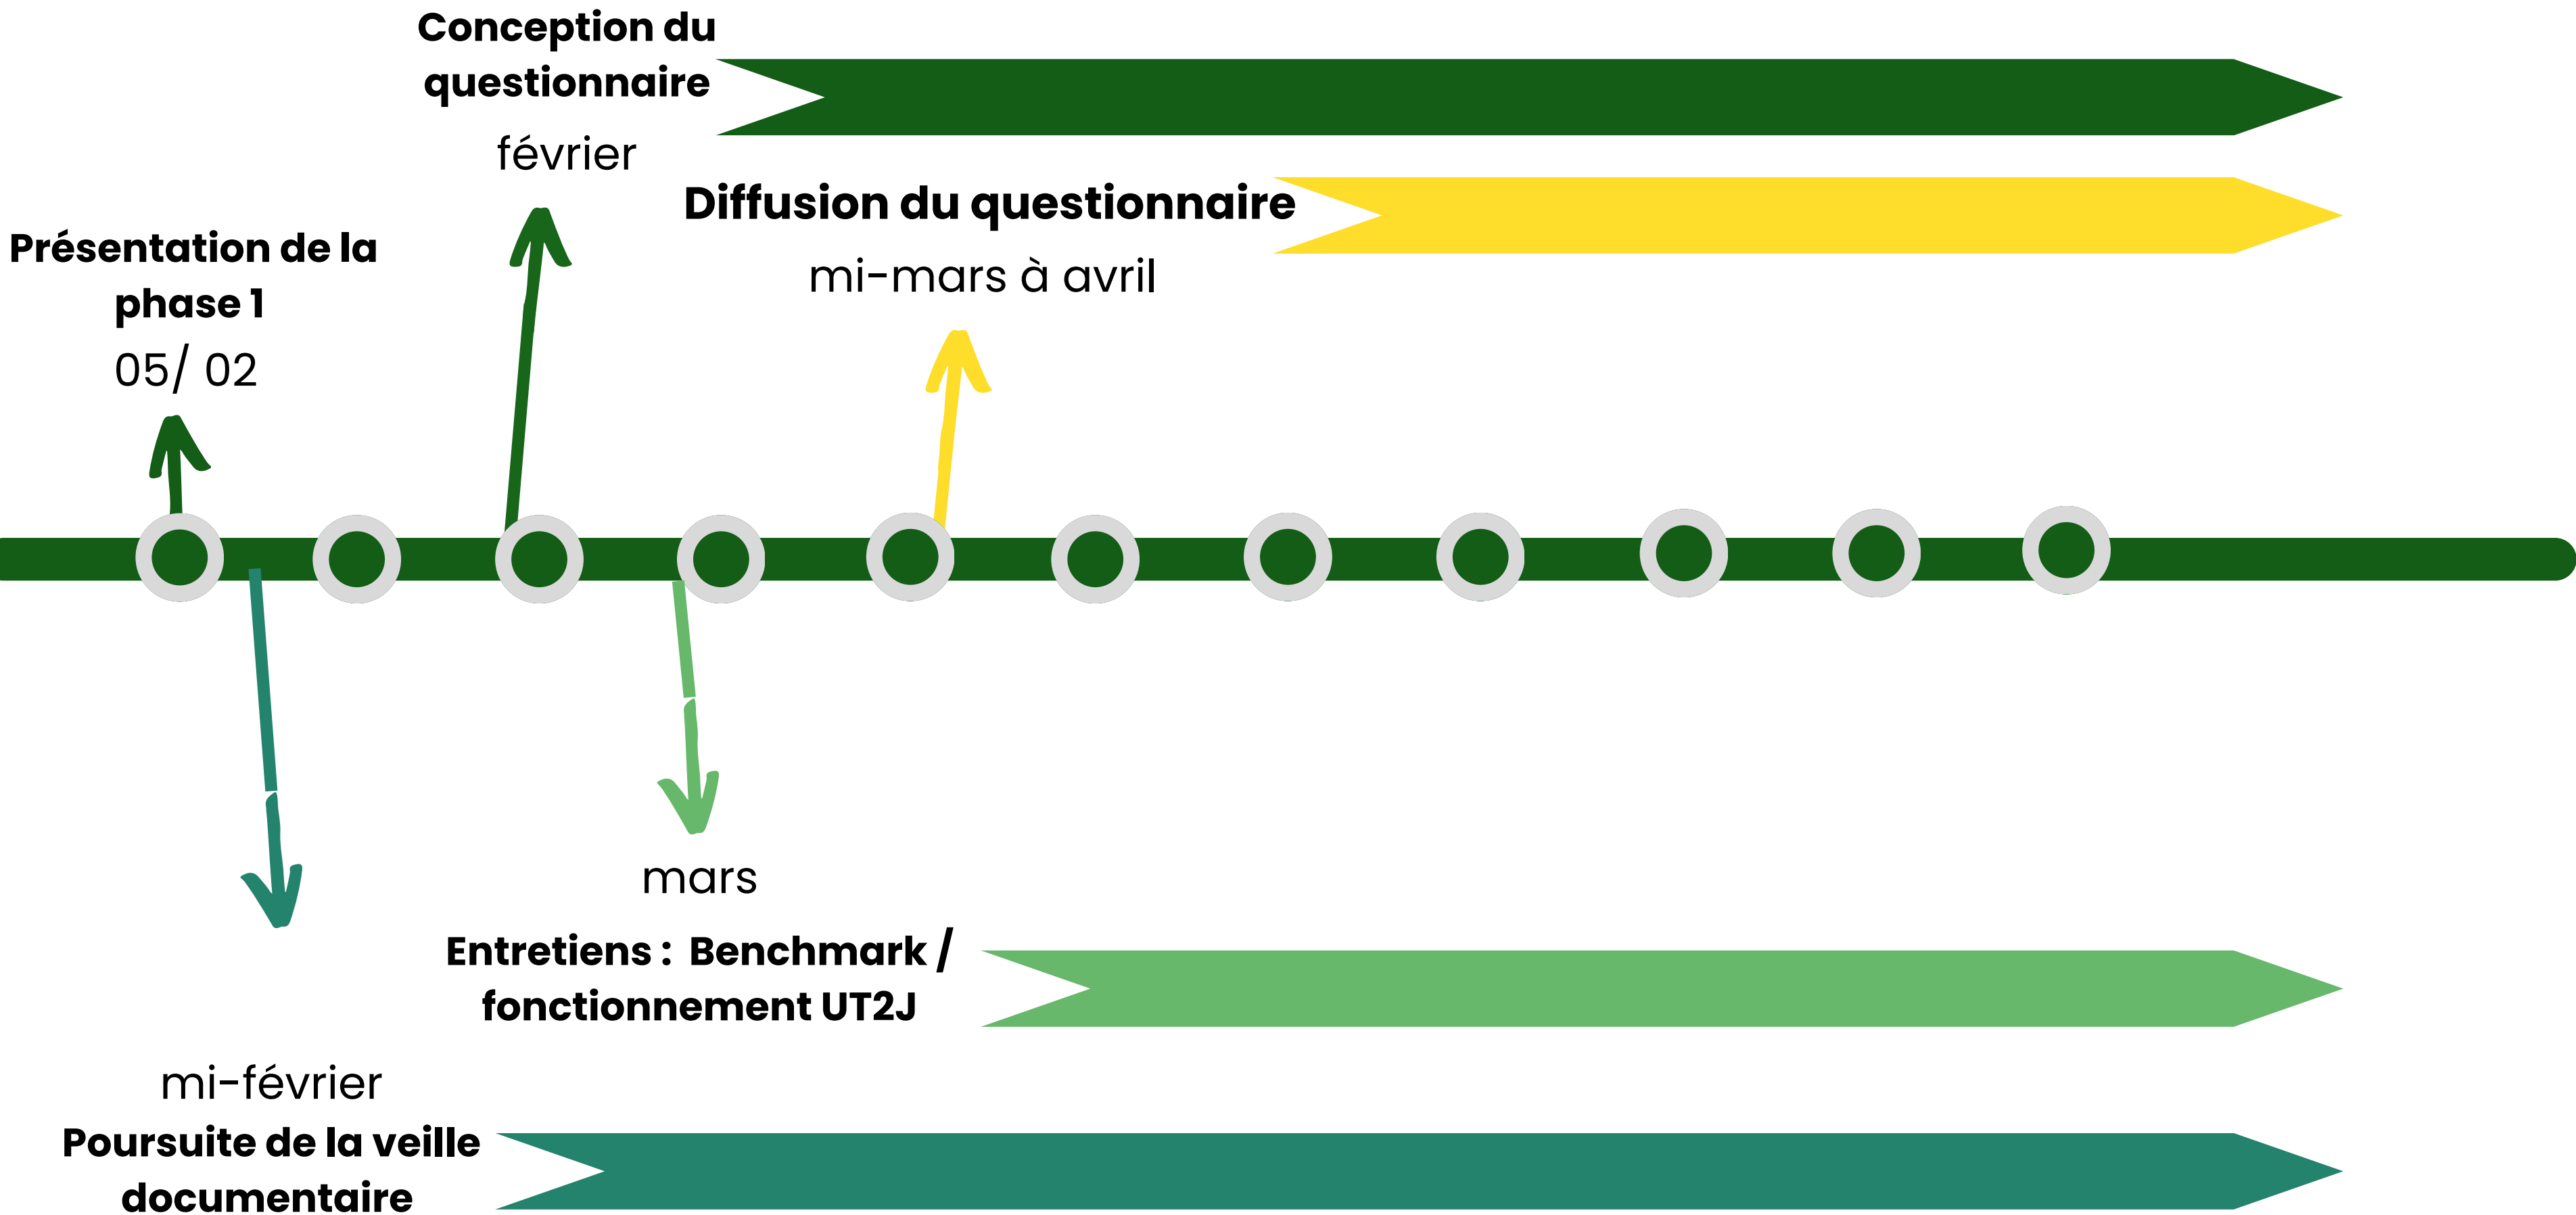 Conception du
questionnaire
février
Diffusion du questionnaire
mi-mars à avril
Présentation de la
phase 1
05/ 02
mars
Entretiens : Benchmark /
fonctionnement UT2J
mi-février
Poursuite de la veille
documentaire